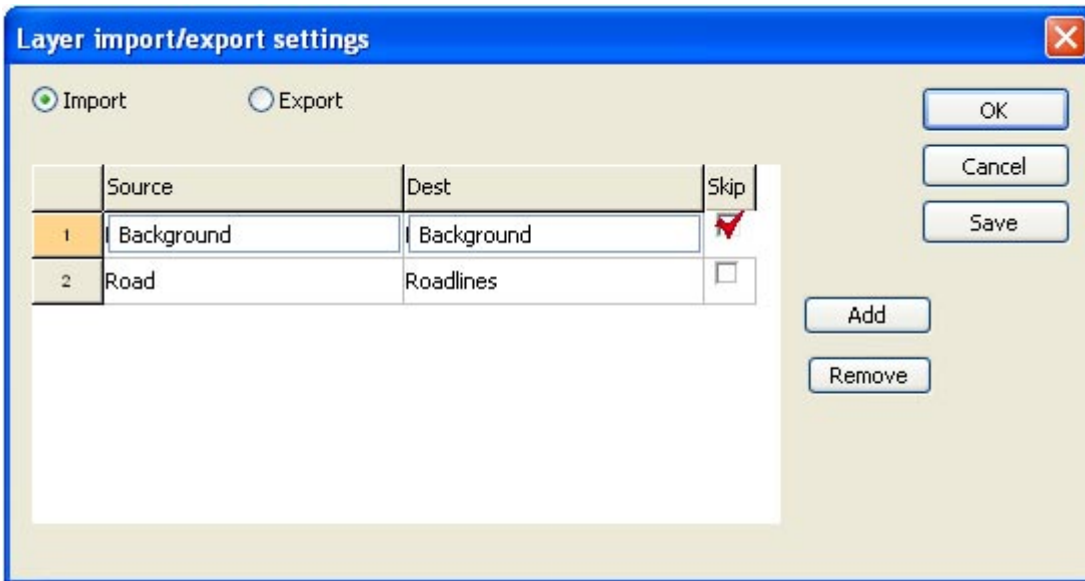 Layer import/export settings
Import Export
OK
Cancel
Save
Source Dest Skip
1 Background Background
2 Road Roadlines
Add
Remove